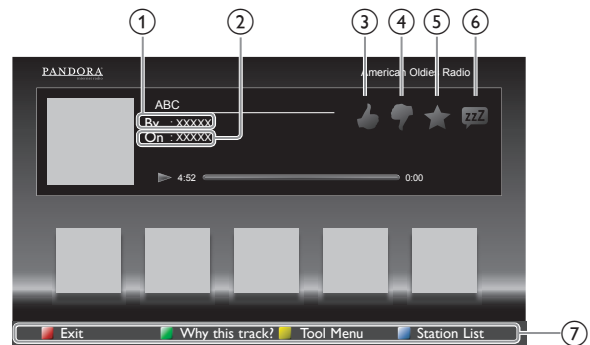 1 2 3 4 5 6
PANDORA
American Oldies Radio
ABC
By : XXXXX
On : XXXXX
zzZ
4:52 0:00
Exit Why this track? Tool Menu Station List
7